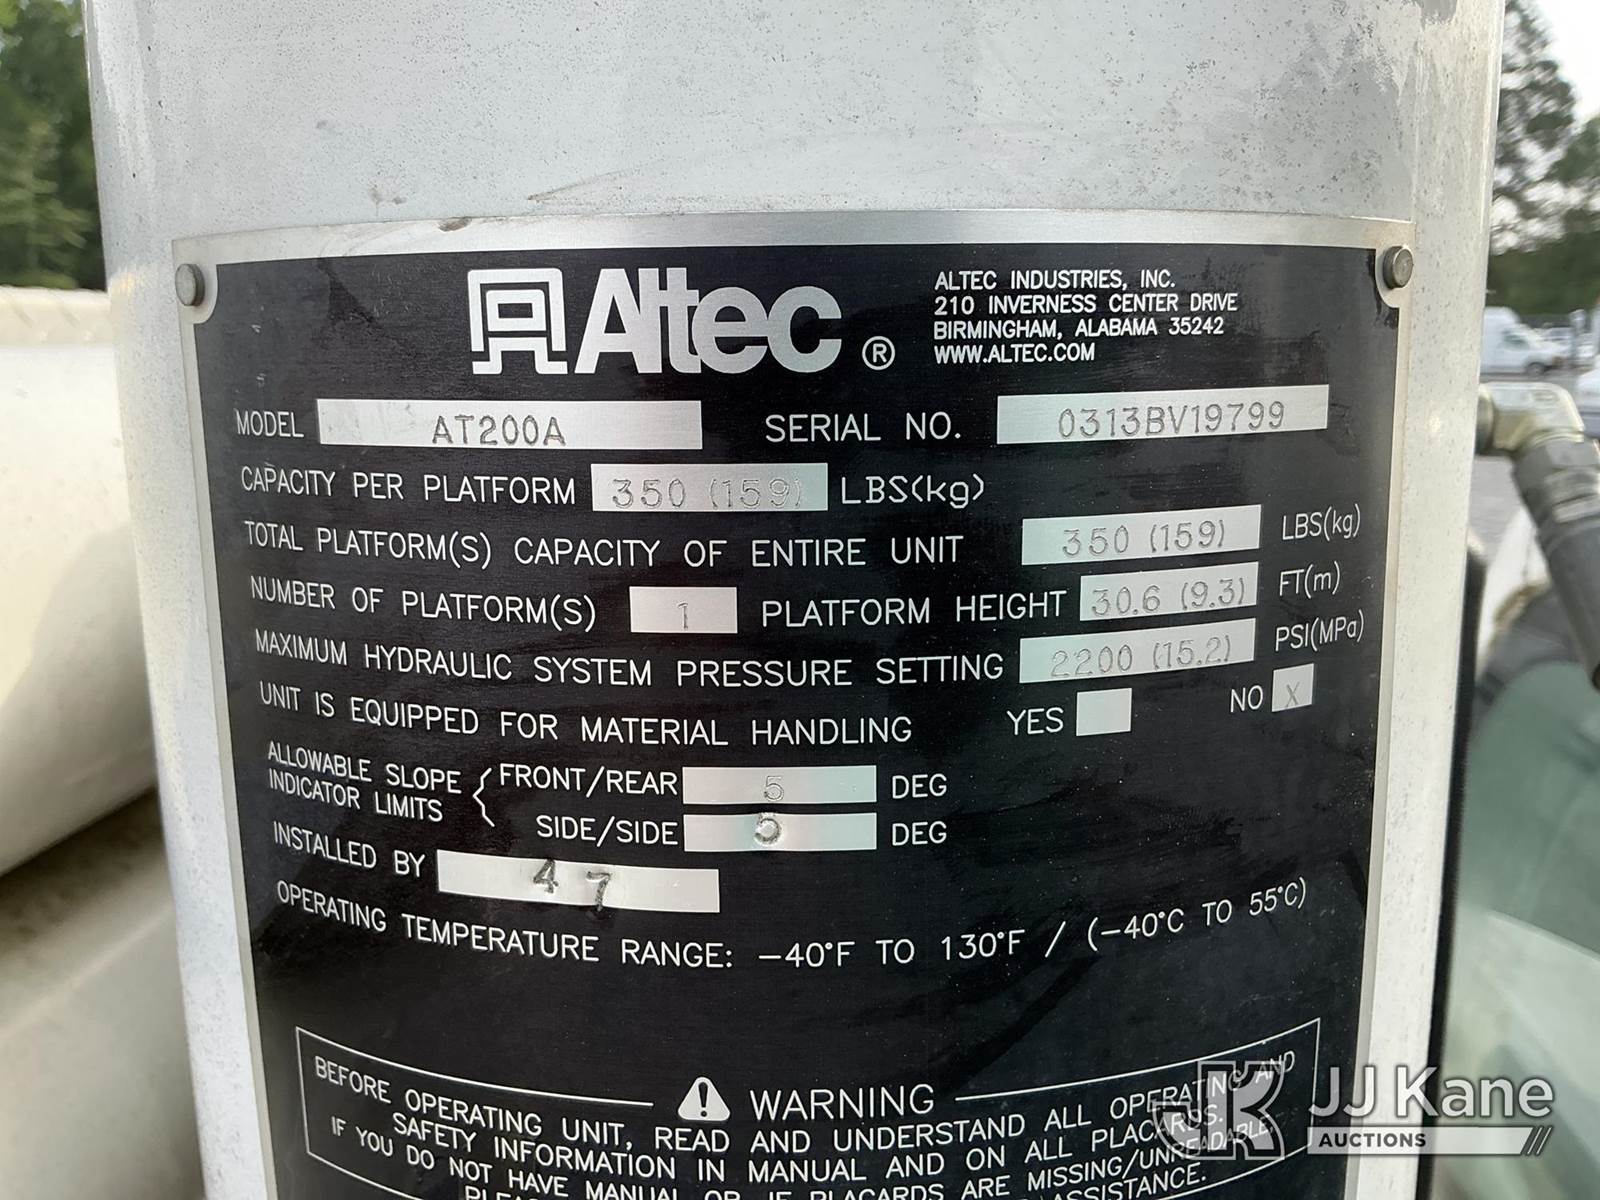 Altec ®
ALTEC INDUSTRIES, INC.
210 INVERNESS CENTER DRIVE
BIRMINGHAM, ALABAMA 35242
WWW.ALTEC.COM
MODEL AT200A SERIAL NO. 0313BV19799
CAPACITY PER PLATFORM 350 (159) LBS(kg)
TOTAL PLATFORM(S) CAPACITY OF ENTIRE UNIT 350 (159) LBS(kg)
NUMBER OF PLATFORM(S) 1 PLATFORM HEIGHT 30.6 (9.3) FT(m)
MAXIMUM HYDRAULIC SYSTEM PRESSURE SETTING 2200 (15.2) PSI(MPa)
UNIT IS EQUIPPED FOR MATERIAL HANDLING YES NO X
ALLOWABLE SLOPE INDICATOR LIMITS { FRONT/REAR 5 DEG
SIDE/SIDE 5 DEG
INSTALLED BY 47
OPERATING TEMPERATURE RANGE: -40°F TO 130°F / (-40°C TO 55°C)
WARNING
BEFORE OPERATING UNIT, READ AND UNDERSTAND ALL OPERATING AND
SAFETY INFORMATION IN MANUAL AND ON ALL PLACARDS.
IF YOU DO NOT HAVE MANUAL OR IF PLACARDS ARE MISSING/UNREADABLE,
ASSISTANCE.
JK JJ Kane
AUCTIONS